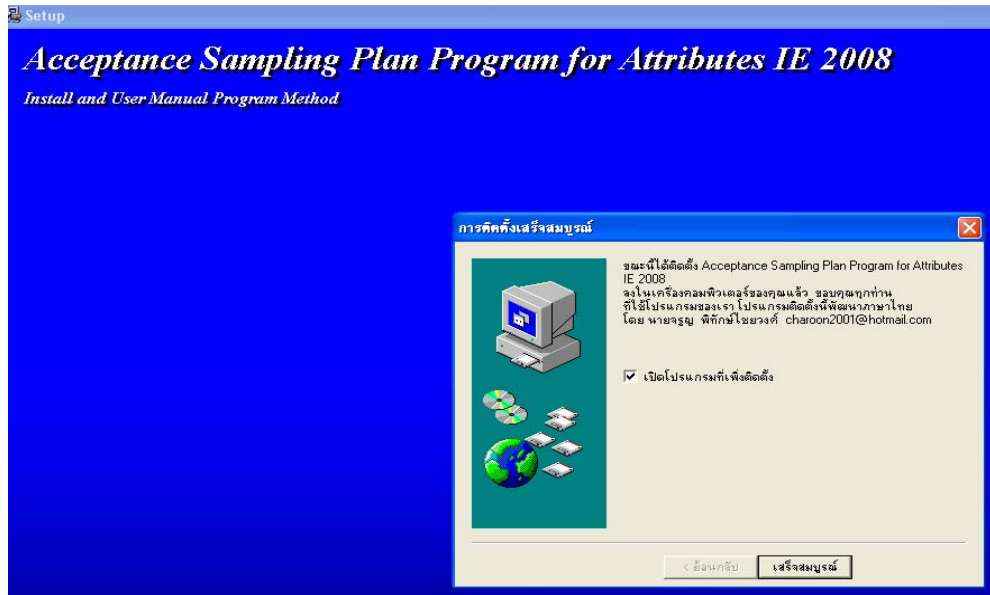 Setup
Acceptance Sampling Plan Program for Attributes IE 2008
Install and User Manual Program Method
การติดตั้งเสร็จสมบูรณ์
ขณะนี้ได้ติดตั้ง Acceptance Sampling Plan Program for Attributes
IE 2008
ลงในเครื่องคอมพิวเตอร์ของคุณแล้ว ขอบคุณทุกท่าน
ที่ใช้โปรแกรมของเรา โปรแกรมติดตั้งนี้พัฒนาภาษาไทย
โดย นายจรูญ พิทักษ์ไชยวงศ์ charoon2001@hotmail.com
เปิดโปรแกรมที่เพิ่งติดตั้ง
< ย้อนกลับ
เสร็จสมบูรณ์